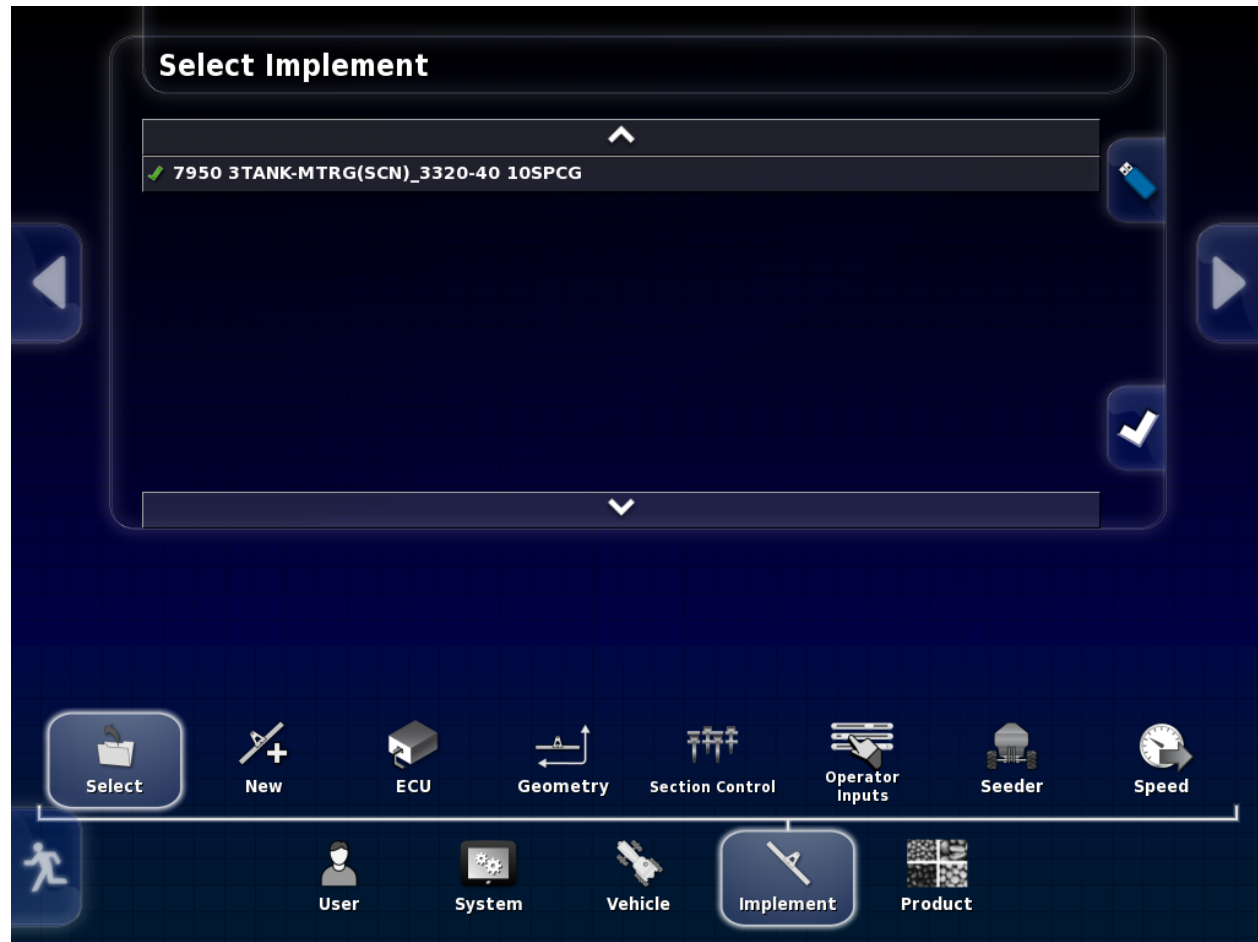 Select Implement
7950 3TANK-MTRG(SCN)_3320-40 10SPCG
Select
New
ECU
Geometry
Section Control
Operator
Inputs
Seeder
Speed
User
System
Vehicle
Implement
Product